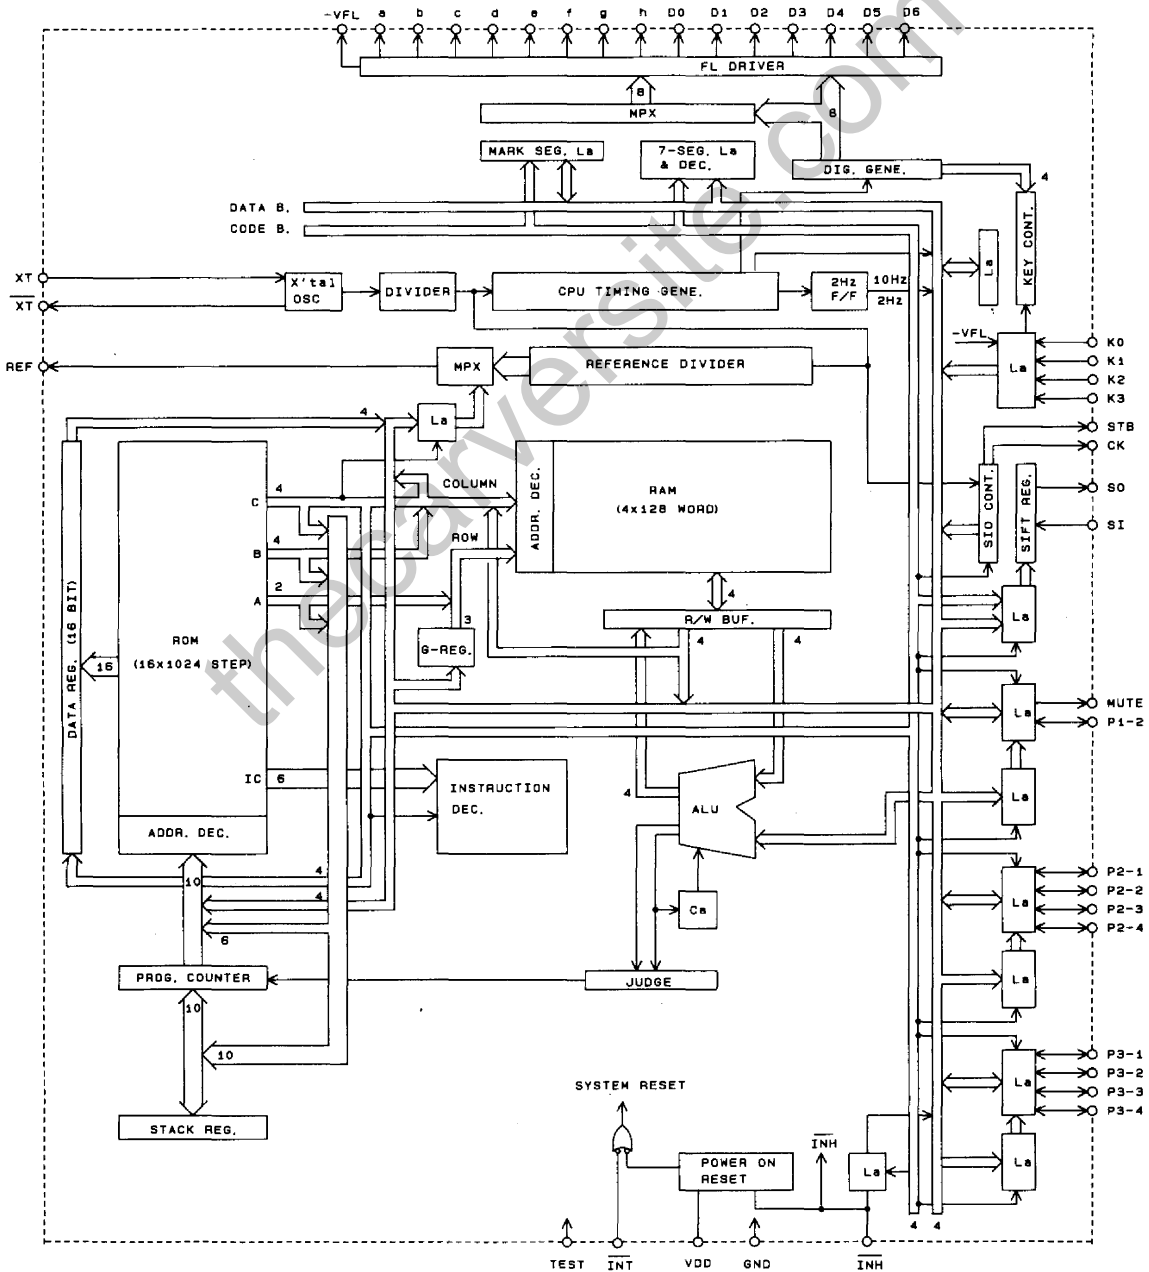 -VFL a b c d e f g h D0 D1 D2 D3 D4 D5 D6
FL DRIVER
8
MPX
6
MARK SEG. La
7-SEG. La & DEC.
DIG. GENE.
4
DATA B.
CODE B.
KEY CONT.
La
XT
X'tal OSC
DIVIDER
CPU TIMING GENE.
2Hz F/F
10Hz
2Hz
XT
-VFL
La
K0
K1
K2
K3
REF
MPX
REFERENCE DIVIDER
4
La
STB
CK
SIO CONT.
SIFT REG.
SO
SI
C
4
COLUMN
ADDR. DEC.
RAM
(4x128 WORD)
B
4
ROW
A
2
3
4
R/W BUF.
La
DATA REG. (16 BIT)
16
ROM
(16x1024 STEP)
G-REG.
4
4
La
MUTE
P1-2
IC
6
INSTRUCTION DEC.
4
ALU
La
ADDR. DEC.
10
4
4
6
Ca
La
P2-1
P2-2
P2-3
P2-4
PROG. COUNTER
JUDGE
La
10
10
La
P3-1
P3-2
P3-3
P3-4
SYSTEM RESET
STACK REG.
POWER ON RESET
INH
La
La
4
4
TEST
INT
VDD
GND
INH
thecarversite.com